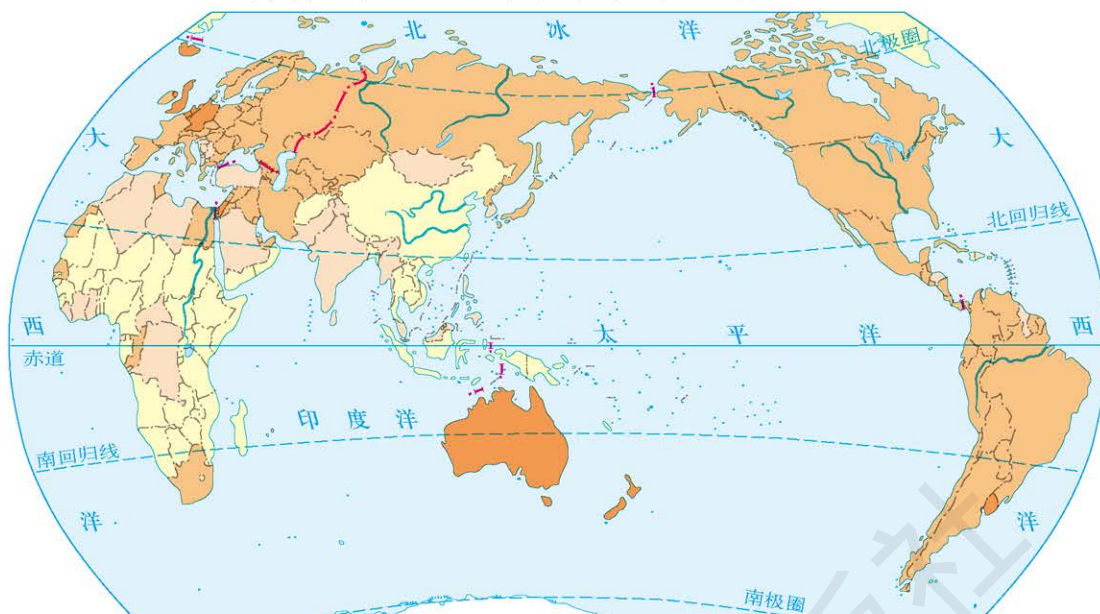 北 冰 洋
北极圈
大
大
北回归线
西
太 平 洋
西
赤道
印 度 洋
南回归线
洋
洋
南极圈